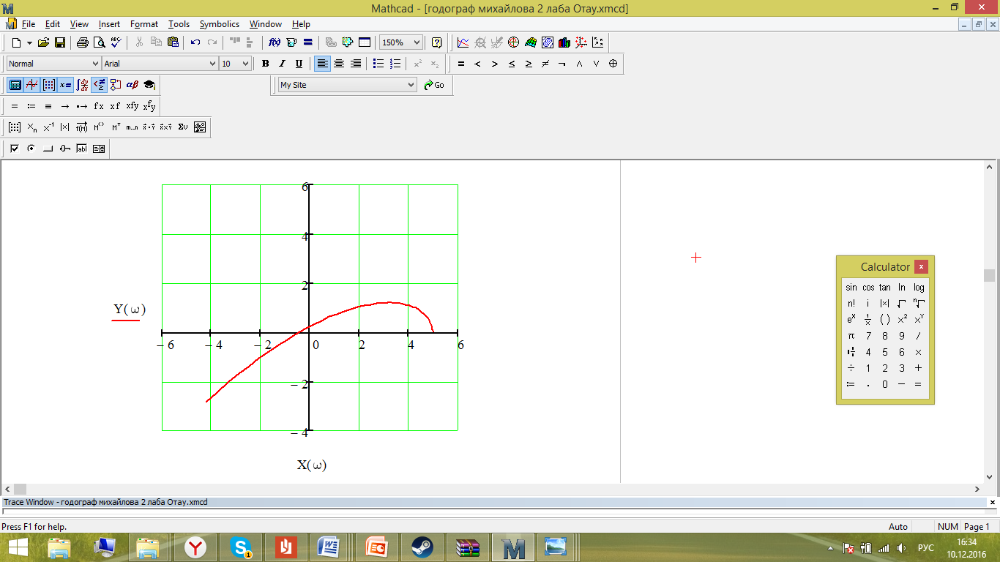 Mathcad - [годограф михайлова 2 лаба Отау.xmcd]
File Edit View Insert Format Tools Symbolics Window Help
150%
Normal Arial 10 B I U
My Site Go
Calculator
sin cos tan ln log
n! i |×| √ ⁿ√
eˣ 1/x ( ) x² xʸ
π 7 8 9 /
4 5 6 ×
÷ 1 2 3 +
:= . 0 − =
6
4
2
Y(ω)
− 6 − 4 − 2 0 2 4 6
− 2
− 4
X(ω)
Trace Window - годограф михайлова 2 лаба Отау.xmcd
Press F1 for help. Auto NUM Page 1
РУС
16:34
10.12.2016